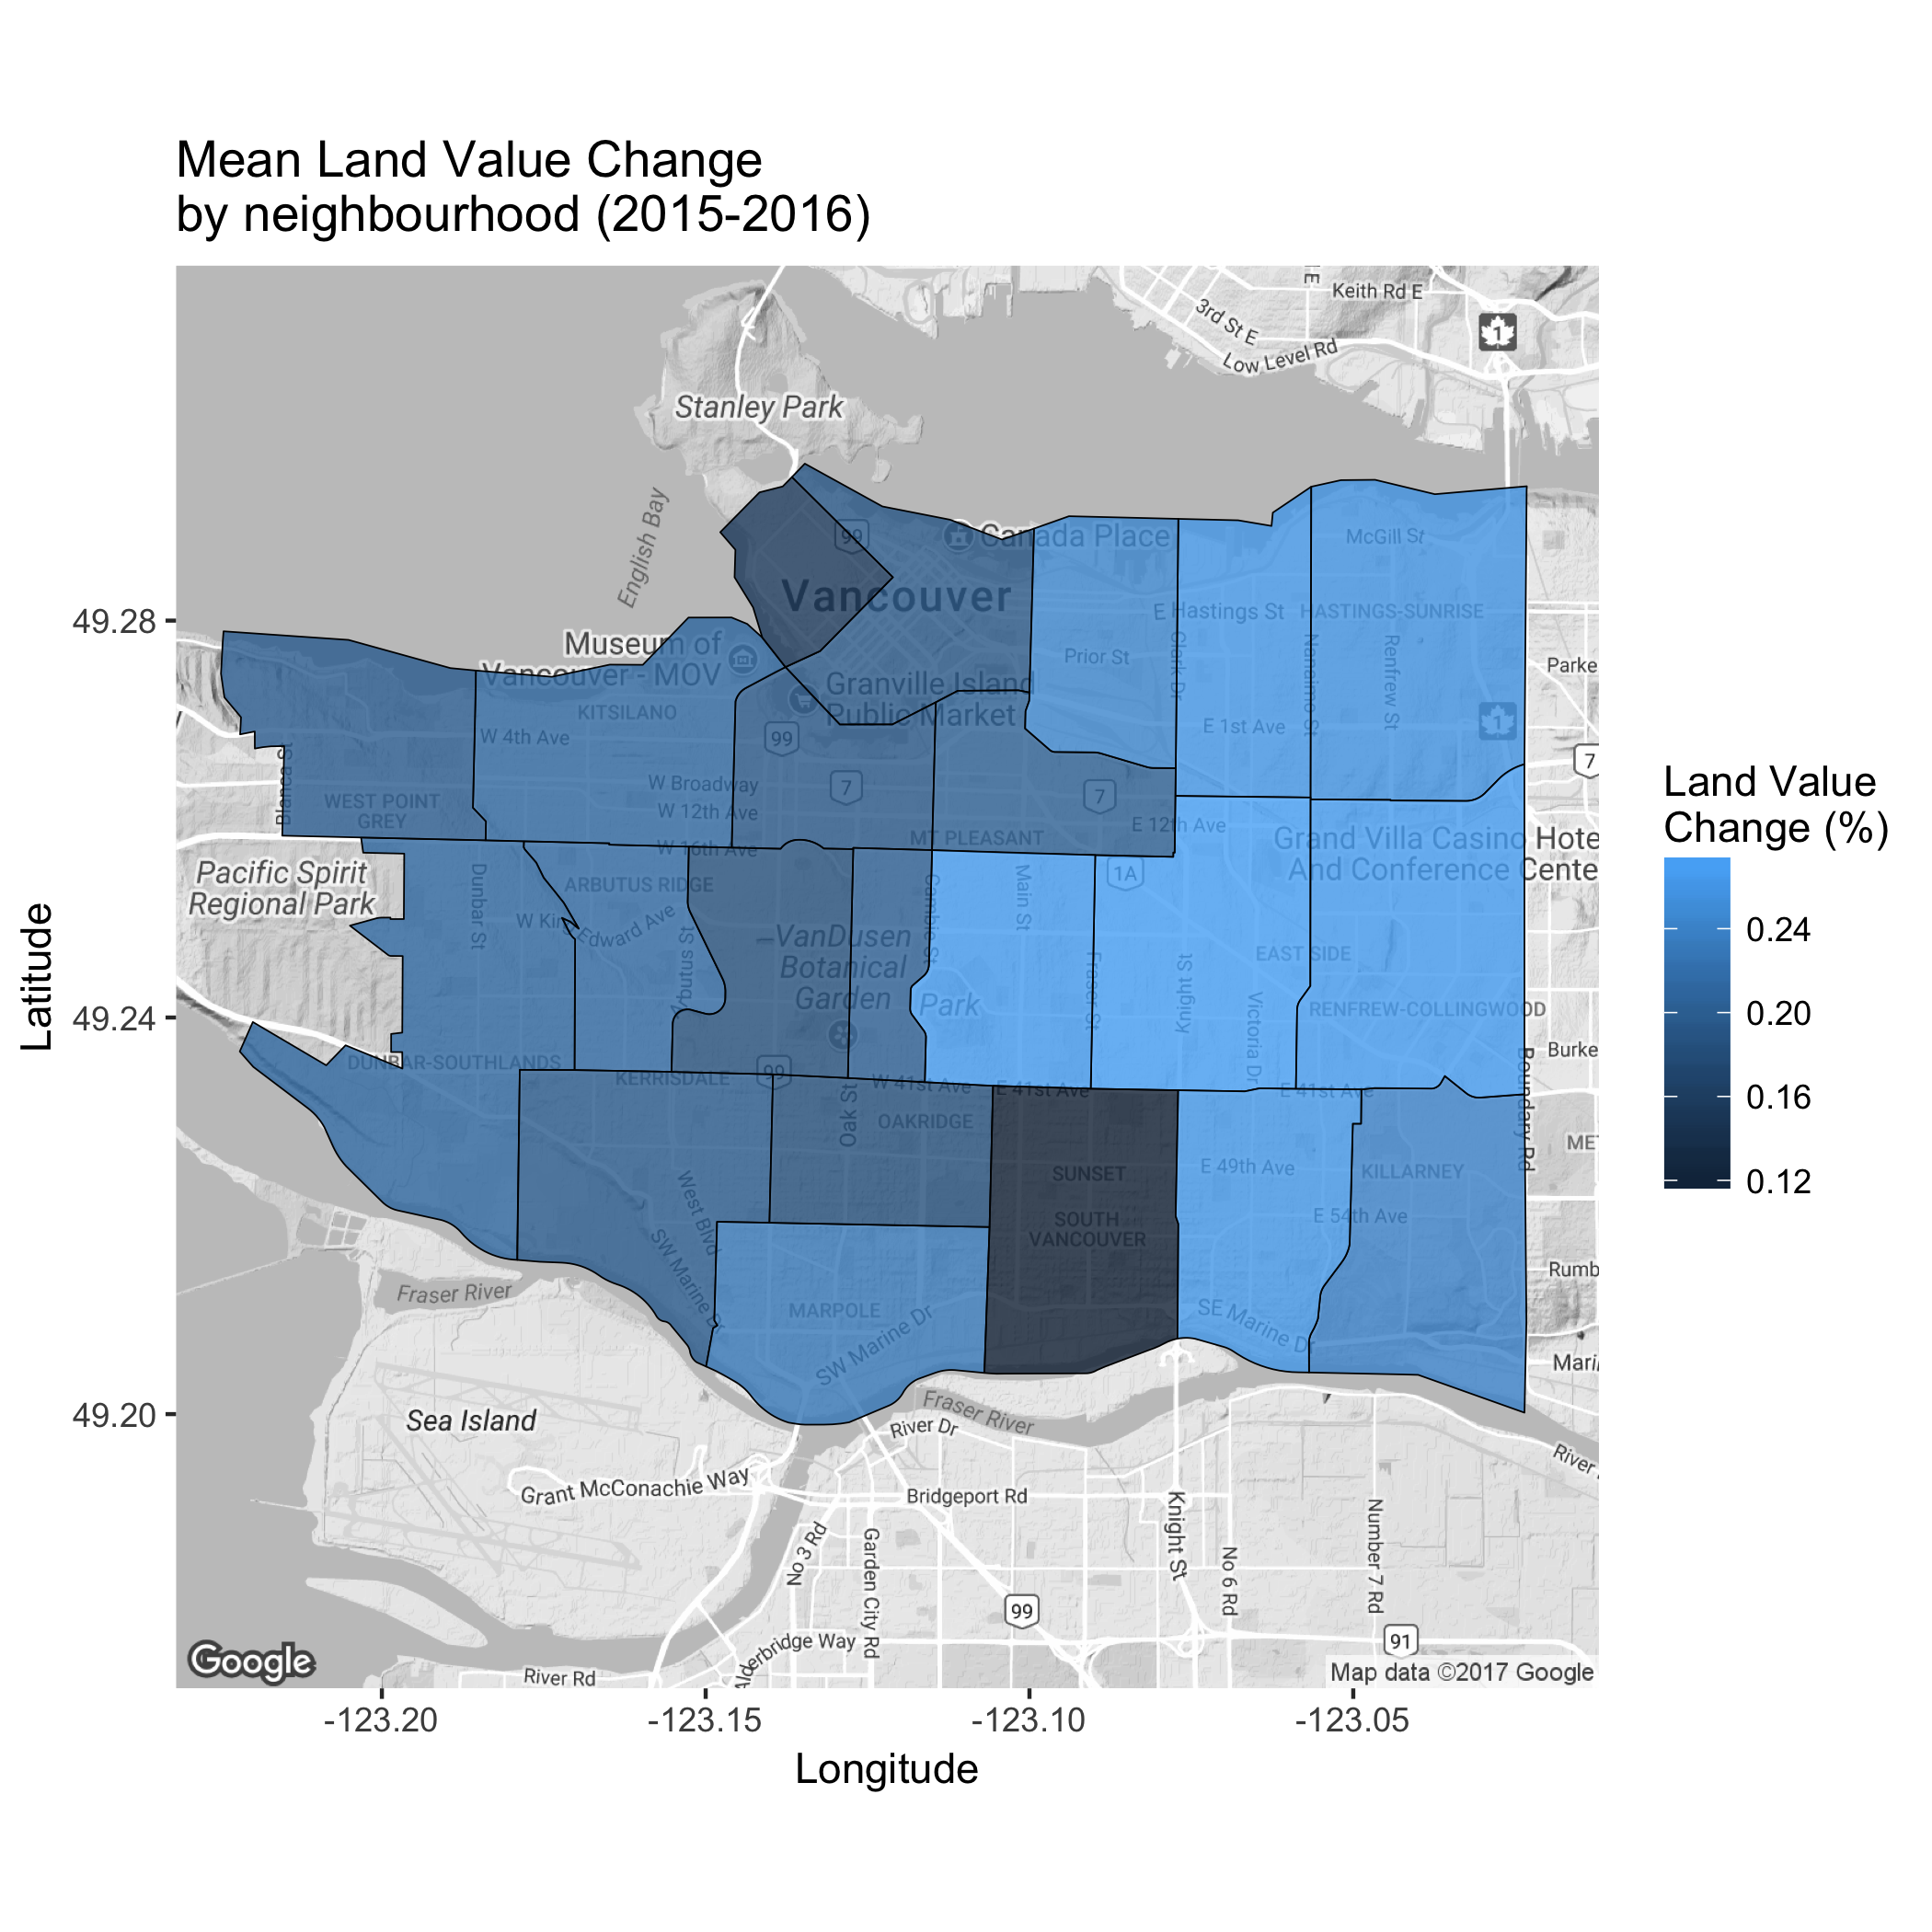 Mean Land Value Change
by neighbourhood (2015-2016)
Keith Rd E
3rd St E
Low Level Rd
1
E
Stanley Park
English Bay
99
Canada Place
McGill St
Vancouver
E Hastings St
HASTINGS-SUNRISE
Museum of
Vancouver - MOV
Clark Dr
Nanaimo St
Renfrew St
Prior St
Parke
Granville Island
Public Market
KITSILANO
W 4th Ave
99
E 1st Ave
1
7
Blanca St
W Broadway
7
7
WEST POINT
GREY
W 12th Ave
MT PLEASANT
E 12th Ave
Grand Villa Casino Hote
And Conference Cente
W 16th Ave
Pacific Spirit
Regional Park
Dunbar St
ARBUTUS RIDGE
1A
W King Edward Ave
Arbutus St
VanDusen
Botanical
Garden
Cambie St
Main St
Park
Fraser St
Knight St
EAST SIDE
Victoria Dr
RENFREW-COLLINGWOOD
DUNBAR-SOUTHLANDS
KERRISDALE
99
W 41st Ave
E 41st Ave
E 41st Ave
Burke
Boundary Rd
Oak St
OAKRIDGE
MET
SUNSET
E 49th Ave
KILLARNEY
West Blvd
SOUTH
VANCOUVER
E 54th Ave
SW Marine Dr
Rumb
Fraser River
MARPOLE
SW Marine Dr
SE Marine Dr
Mari
Sea Island
Fraser River
River Dr
River
Grant McConachie Way
Bridgeport Rd
No 3 Rd
Garden City Rd
Knight St
No 6 Rd
Number 7 Rd
99
Alderbridge Way
91
Google
River Rd
Map data ©2017 Google
49.28
49.24
49.20
Latitude
-123.20
-123.15
-123.10
-123.05
Longitude
Land Value
Change (%)
0.24
0.20
0.16
0.12